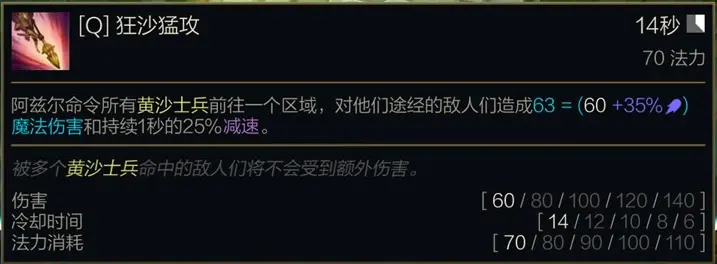 [Q] 狂沙猛攻
14秒
70 法力
阿兹尔命令所有黄沙士兵前往一个区域，对他们途经的敌人们造成63 = (60 +35%)
魔法伤害和持续1秒的25%减速。
被多个黄沙士兵命中的敌人们将不会受到额外伤害。
伤害 [ 60 / 80 / 100 / 120 / 140 ]
冷却时间 [ 14 / 12 / 10 / 8 / 6 ]
法力消耗 [ 70 / 80 / 90 / 100 / 110 ]